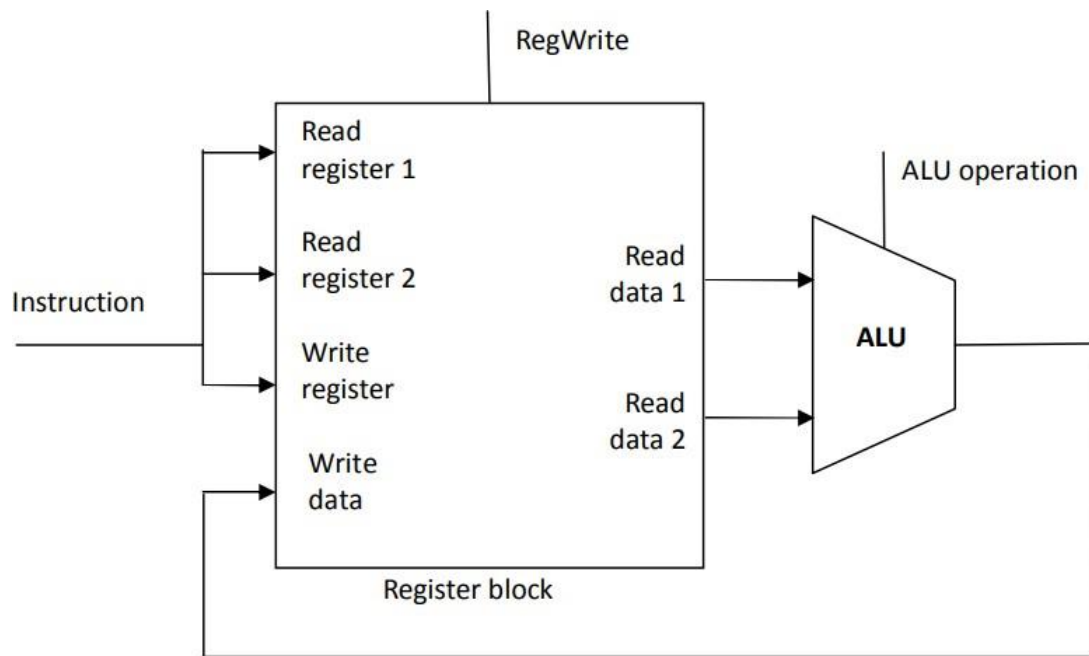 RegWrite
Read
register 1
ALU operation
Read
register 2
Read
data 1
Instruction
ALU
Write
register
Read
data 2
Write
data
Register block